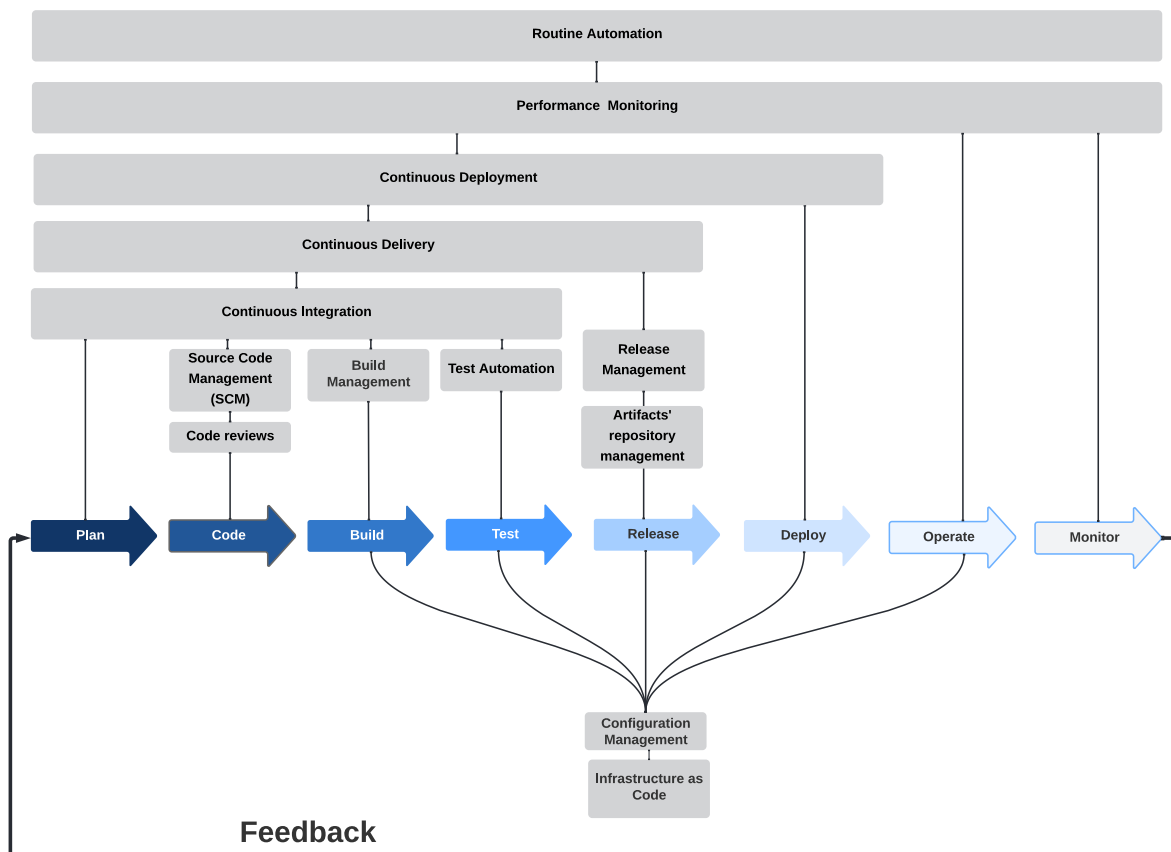 Routine Automation
Performance  Monitoring
Continuous Deployment
Continuous Delivery
Continuous Integration
Source Code
Management
(SCM)
Code reviews
Build
Management
Test Automation
Release
Management
Artifacts'
repository
management
Plan
Code
Build
Test
Release
Deploy
Operate
Monitor
Configuration
Management
Infrastructure as
Code
Feedback